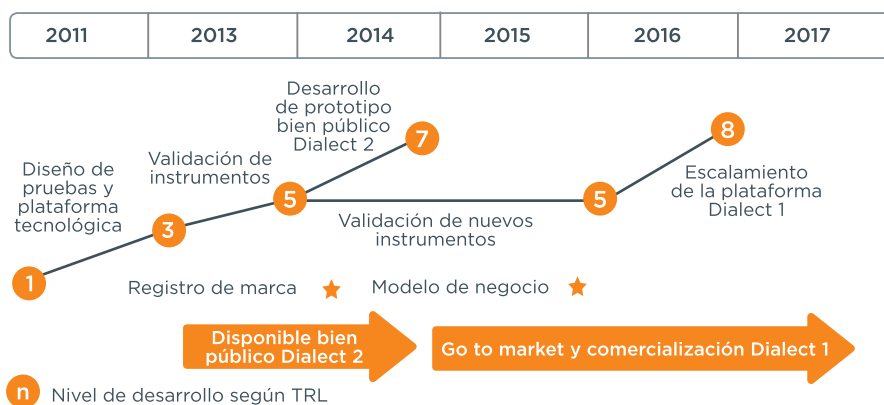 2011
2013
2014
2015
2016
2017
Desarrollo
de prototipo
bien público
Dialect 2
7
8
Validación de
instrumentos
Diseño de
pruebas y
plataforma
tecnológica
Escalamiento
de la plataforma
Dialect 1
5
5
3
Validación de nuevos
instrumentos
1
Registro de marca
Modelo de negocio
Disponible bien
público Dialect 2
Go to market y comercialización Dialect 1
n
Nivel de desarrollo según TRL